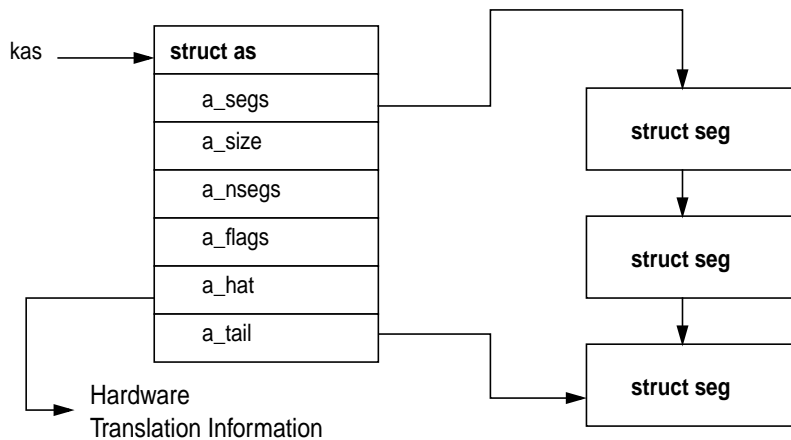 kas
struct as
a_segs
a_size
a_nsegs
a_flags
a_hat
a_tail
struct seg
struct seg
struct seg
Hardware
Translation Information